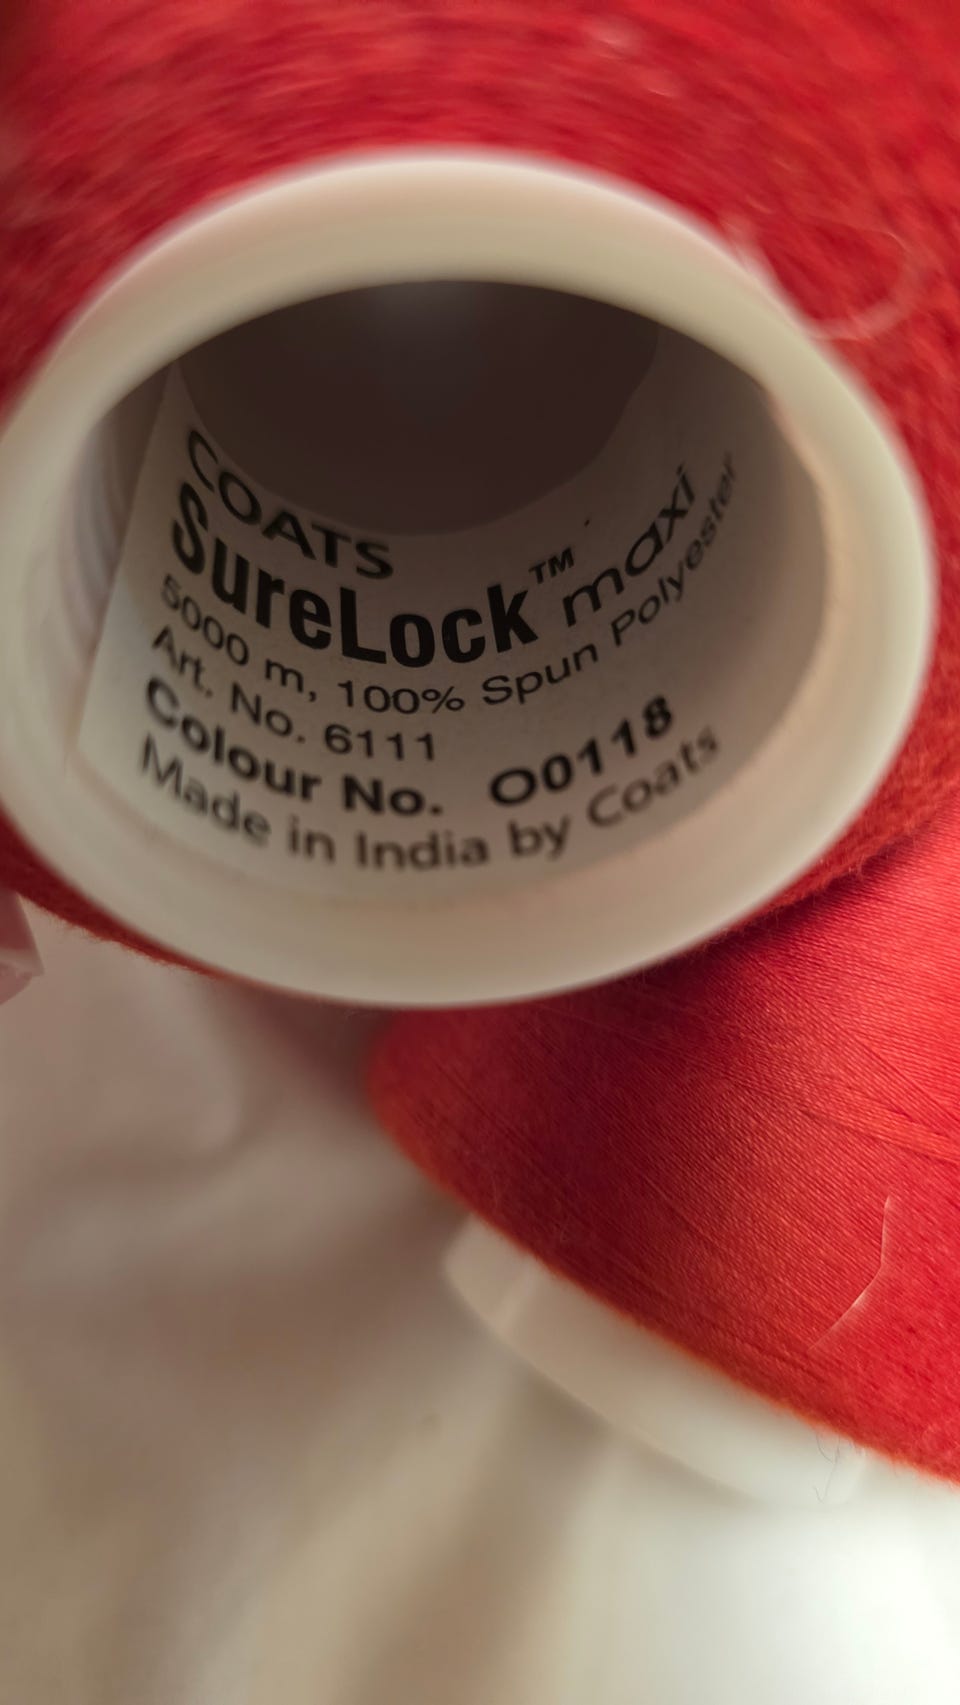 COATS
SureLock™ maxi
5000 m, 100% Spun Polyester
Art. No. 6111
Colour No. O0118
Made in India by Coats